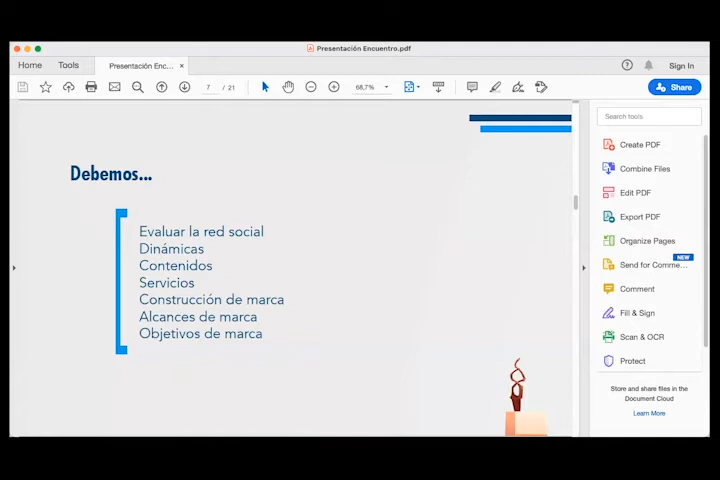 Presentación Encuentro.pdf
Home Tools Presentación Enc... × Sign In
7 / 21 68,7% Share
Search tools
Debemos...
Evaluar la red social
Dinámicas
Contenidos
Servicios
Construcción de marca
Alcances de marca
Objetivos de marca
Create PDF
Combine Files
Edit PDF
Export PDF
Organize Pages
NEW
Send for Comme...
Comment
Fill & Sign
Scan & OCR
Protect
Store and share files in the
Document Cloud
Learn More